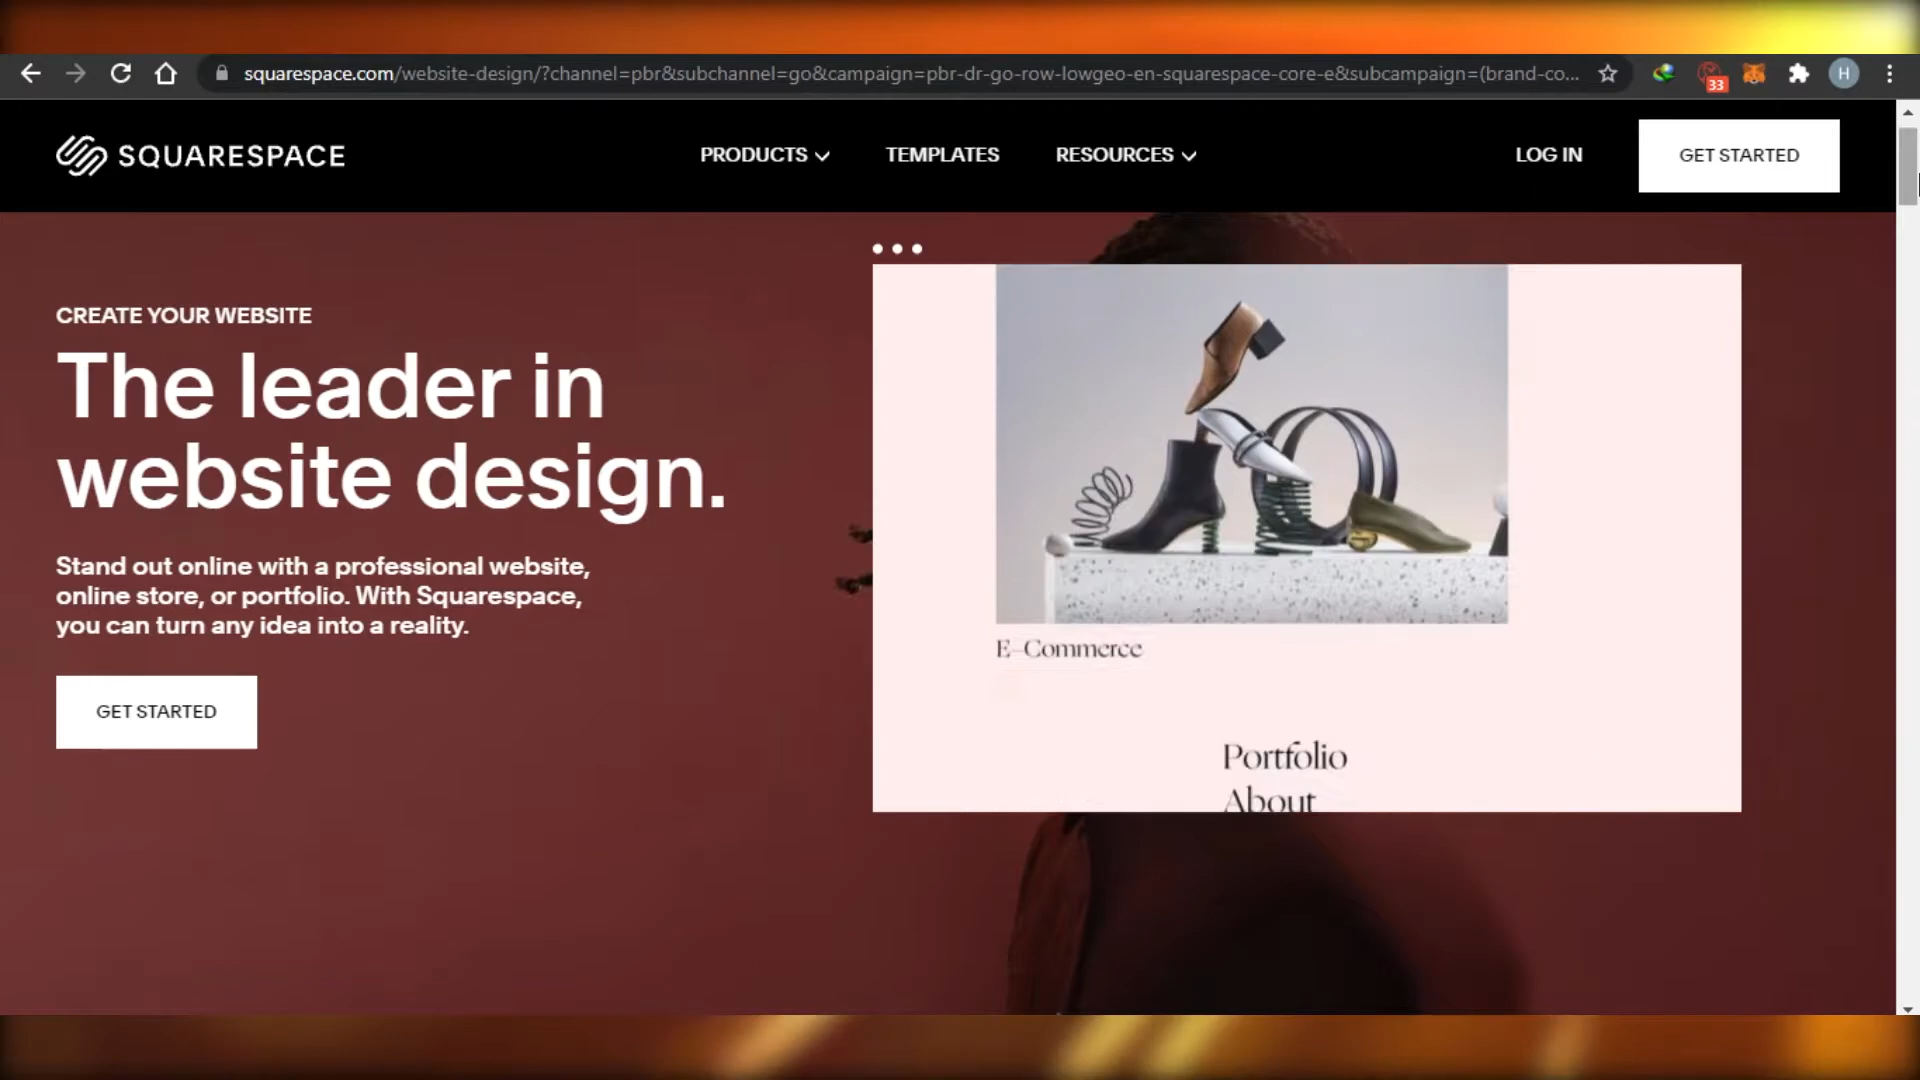 squarespace.com/website-design/?channel=pbr&subchannel=go&campaign=pbr-dr-go-row-lowgeo-en-squarespace-core-e&subcampaign=(brand-co...
33
H
SQUARESPACE
PRODUCTS
TEMPLATES
RESOURCES
LOG IN
GET STARTED
CREATE YOUR WEBSITE
The leader in
website design.
Stand out online with a professional website,
online store, or portfolio. With Squarespace,
you can turn any idea into a reality.
GET STARTED
E-Commerce
Portfolio
About